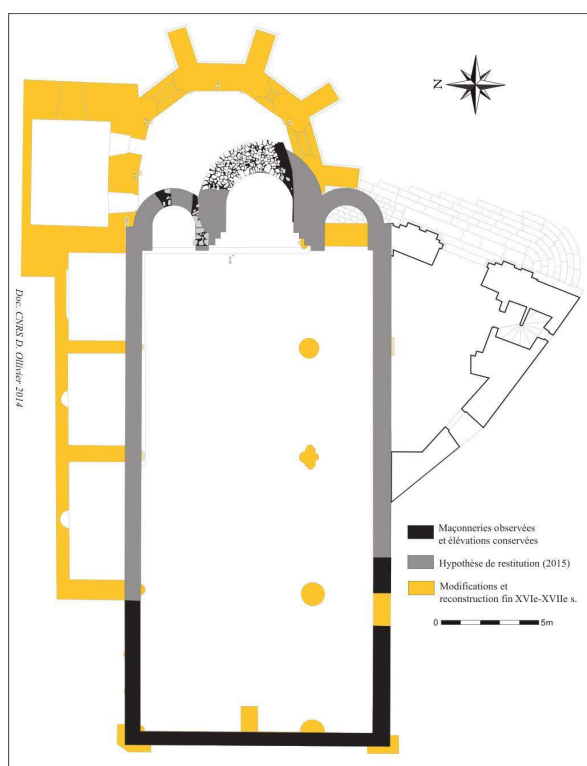 N
Doc. CNRS D. Ollivier 2014
Maçonneries observées
et élévations conservées
Hypothèse de restitution (2015)
Modifications et
reconstruction fin XVIe-XVIIe s.
0 5m